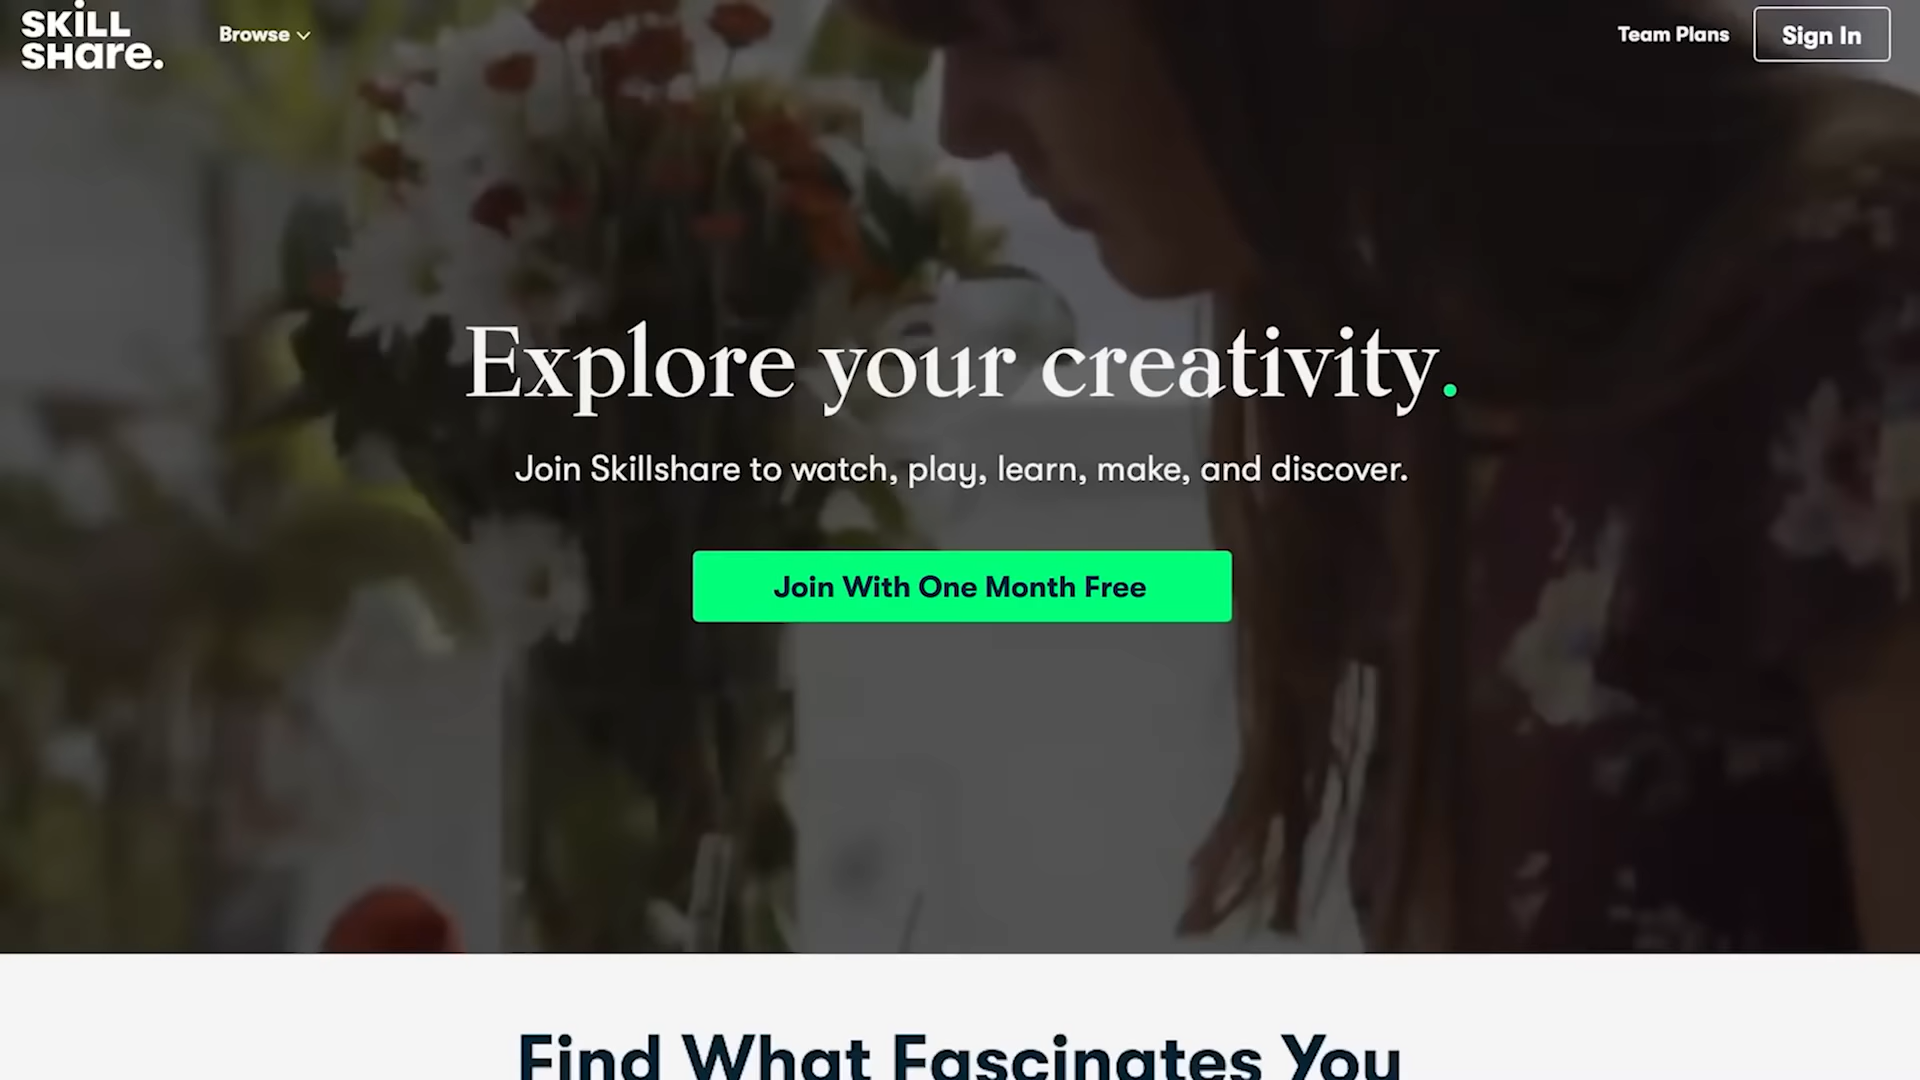 SKiLL
SHare.
Browse
Team Plans
Sign In
Explore your creativity.
Join Skillshare to watch, play, learn, make, and discover.
Join With One Month Free
Find What Fascinates You